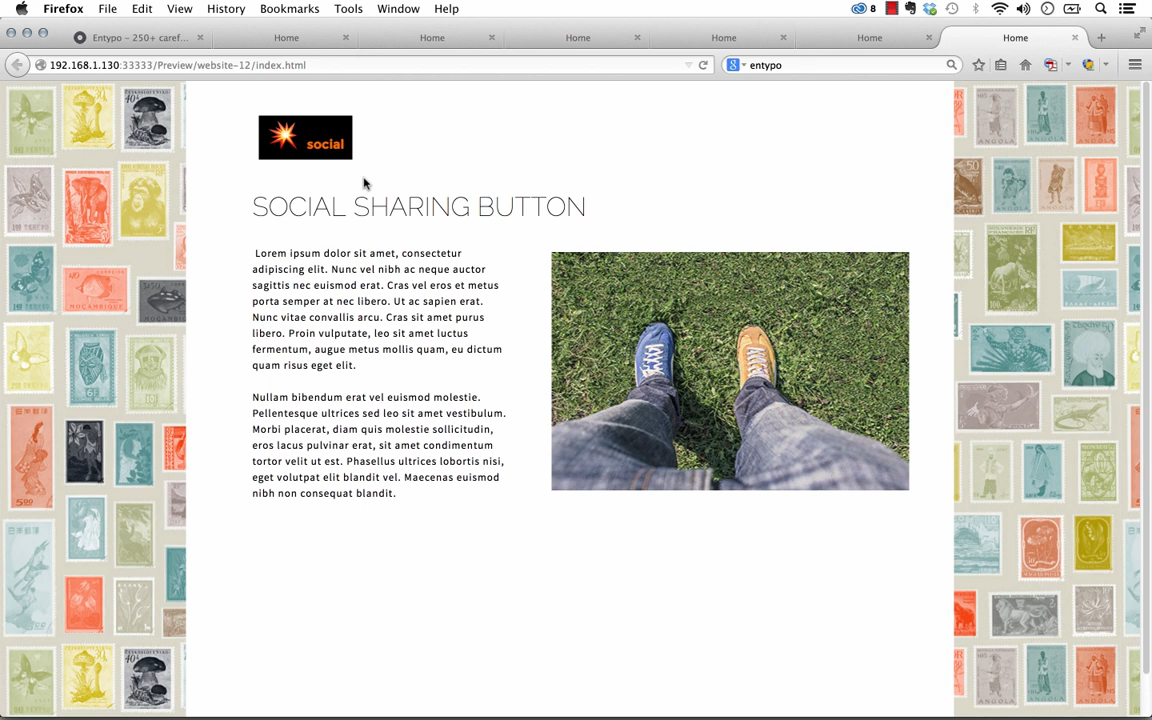 Firefox File Edit View History Bookmarks Tools Window Help 8
Entypo – 250+ caref... Home Home Home Home Home Home
192.168.1.130:33333/Preview/website-12/index.html entypo
social
SOCIAL SHARING BUTTON
Lorem ipsum dolor sit amet, consectetur
adipiscing elit. Nunc vel nibh ac neque auctor
sagittis nec euismod erat. Cras vel eros et metus
porta semper at nec libero. Ut ac sapien erat.
Nunc vitae convallis arcu. Cras sit amet purus
libero. Proin vulputate, leo sit amet luctus
fermentum, augue metus mollis quam, eu dictum
quam risus eget elit.
Nullam bibendum erat vel euismod molestie.
Pellentesque ultrices sed leo sit amet vestibulum.
Morbi placerat, diam quis molestie sollicitudin,
eros lacus pulvinar erat, sit amet condimentum
tortor velit ut est. Phasellus ultrices lobortis nisi,
eget volutpat elit blandit vel. Maecenas euismod
nibh non consequat blandit.